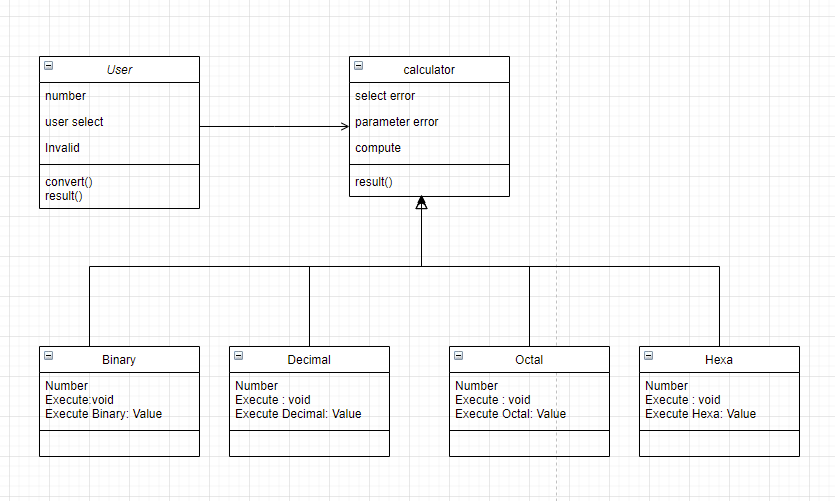 User
number
user select
Invalid
convert()
result()
calculator
select error
parameter error
compute
result()
Binary
Number
Execute:void
Execute Binary: Value
Decimal
Number
Execute : void
Execute Decimal: Value
Octal
Number
Execute : void
Execute Octal: Value
Hexa
Number
Execute : void
Execute Hexa: Value